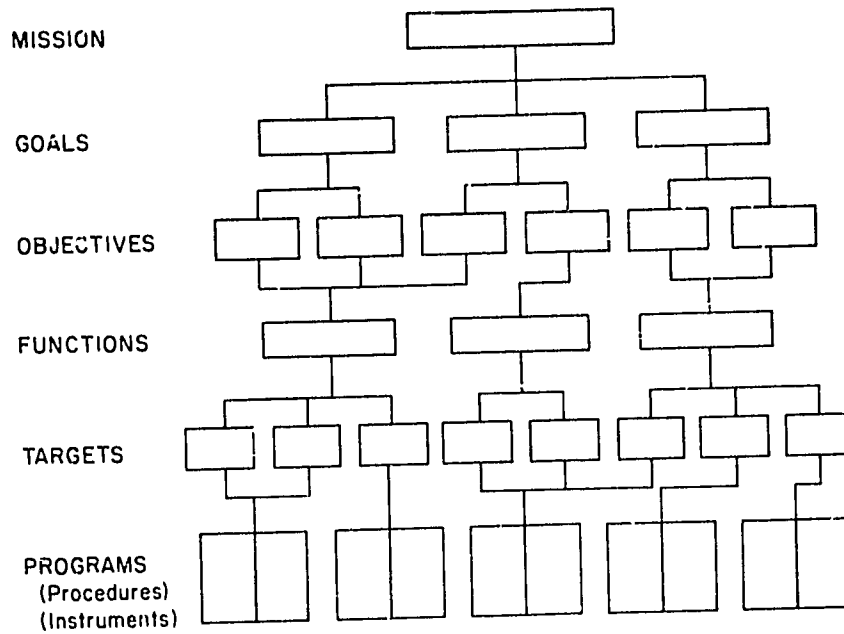 MISSION
GOALS
OBJECTIVES
FUNCTIONS
TARGETS
PROGRAMS
(Procedures)
(Instruments)